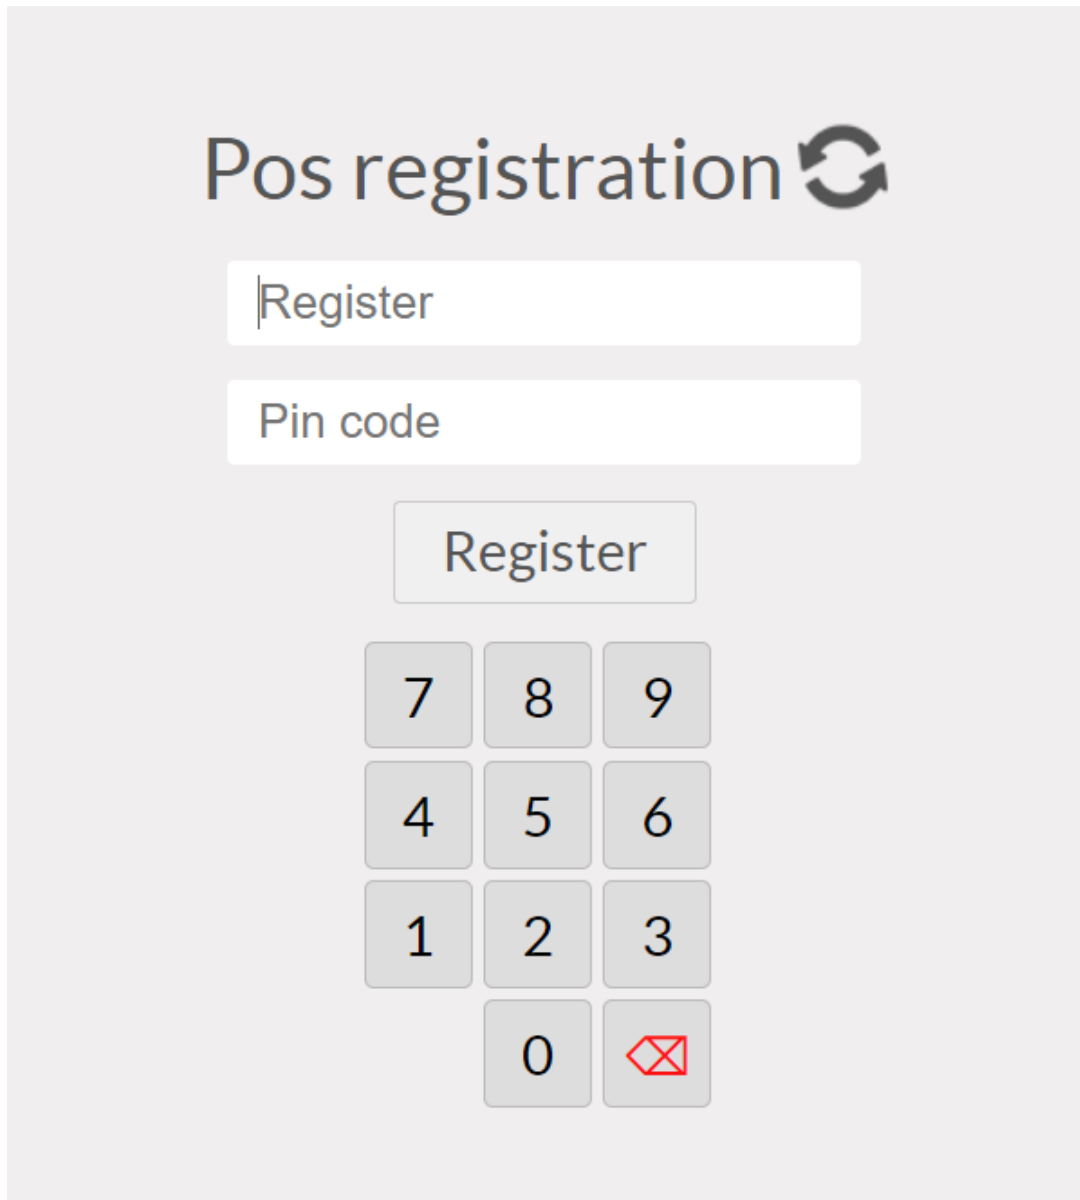 Pos registration
Register
Pin code
Register
7 8 9
4 5 6
1 2 3
0 ⌫